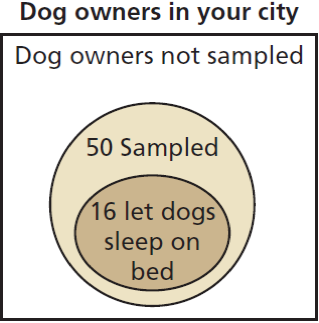 Dog owners in your city
Dog owners not sampled
50 Sampled
16 let dogs
sleep on
bed